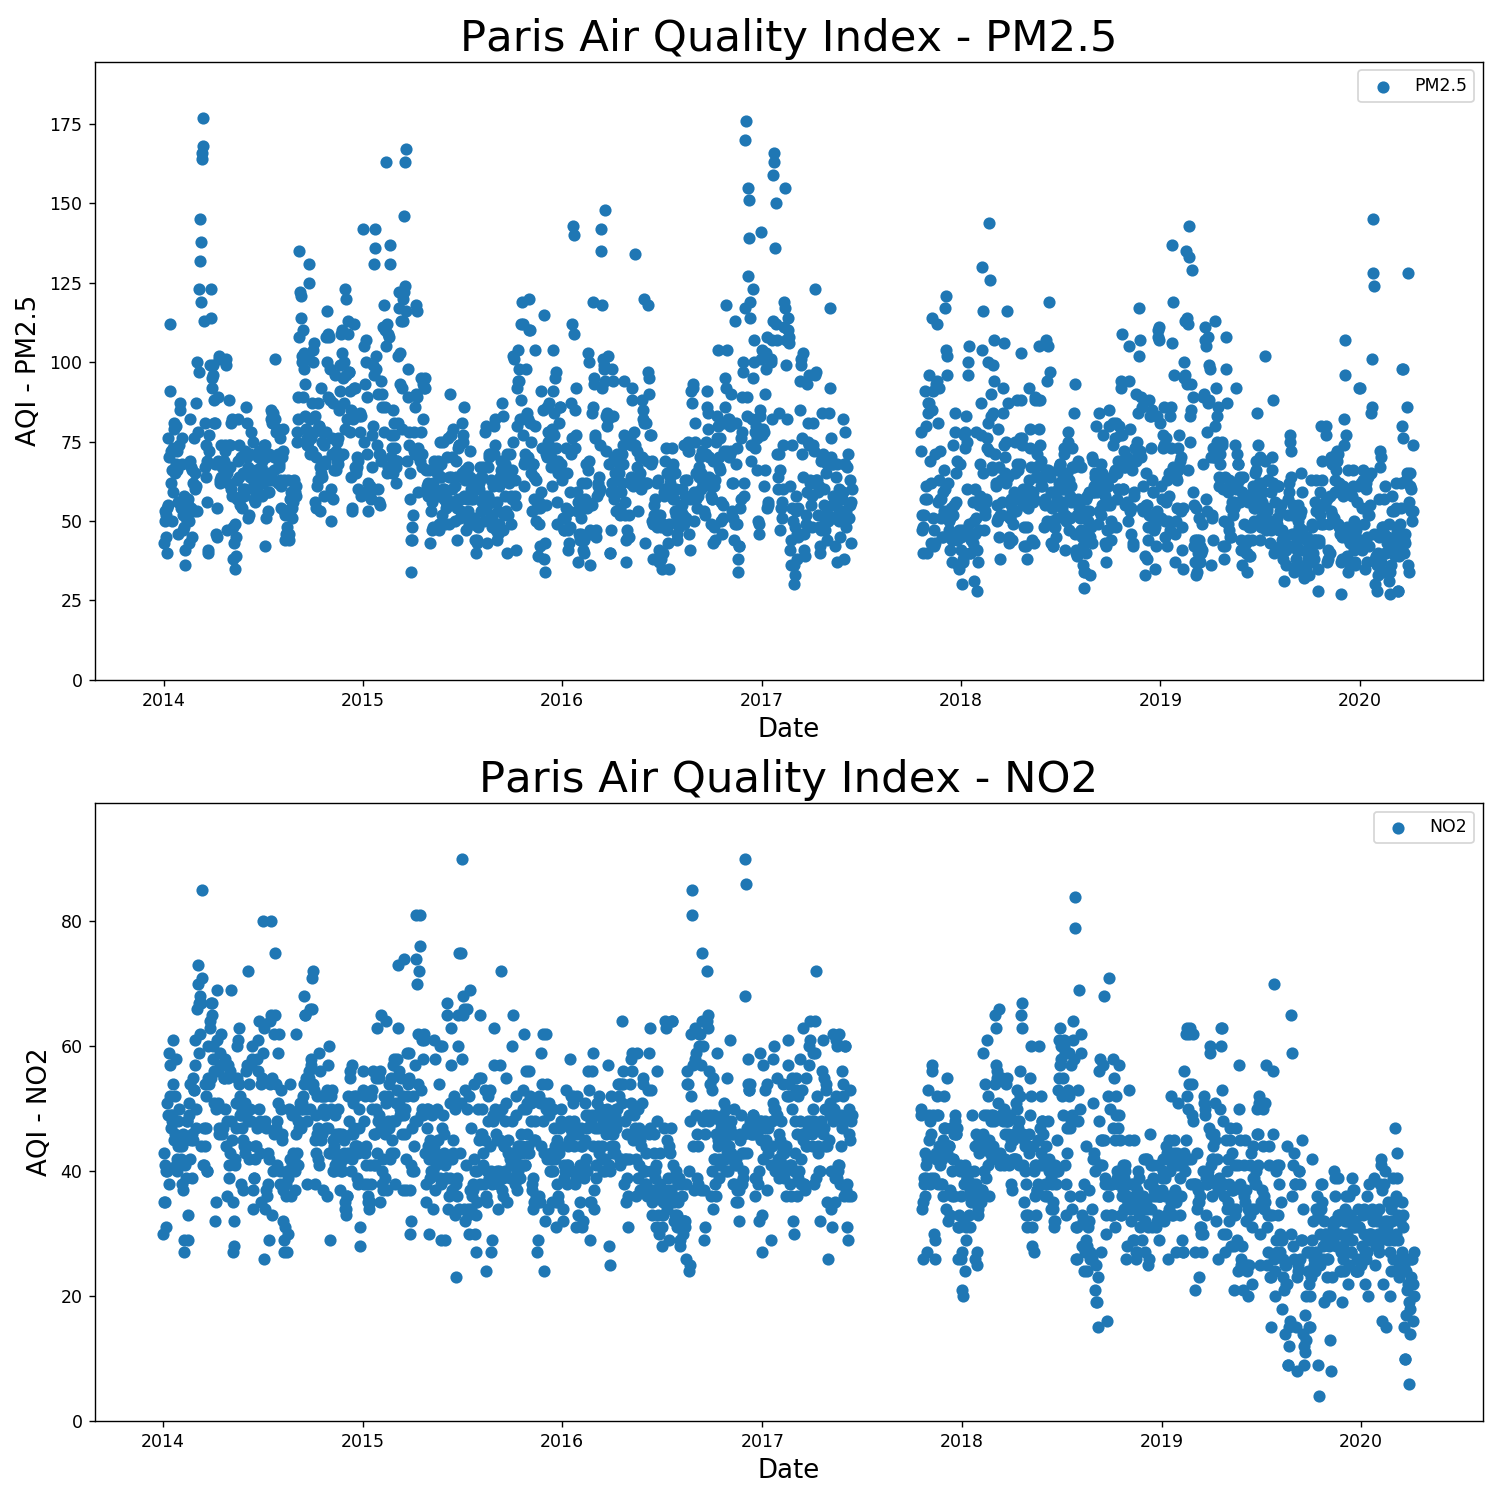 Paris Air Quality Index - PM2.5
PM2.5
AQI - PM2.5
175
150
125
100
75
50
25
0
2014 2015 2016 2017 2018 2019 2020
Date
Paris Air Quality Index - NO2
NO2
AQI - NO2
80
60
40
20
0
2014 2015 2016 2017 2018 2019 2020
Date